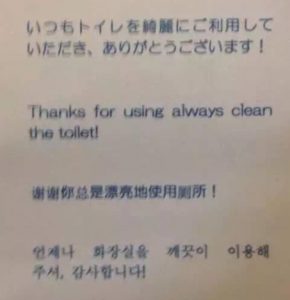 いつもトイレを綺麗にご利用して
いただき、ありがとうございます！
Thanks for using always clean
the toilet!
谢谢你总是漂亮地使用厕所！
언제나 화장실을 깨끗이 이용해
주셔, 감사합니다!